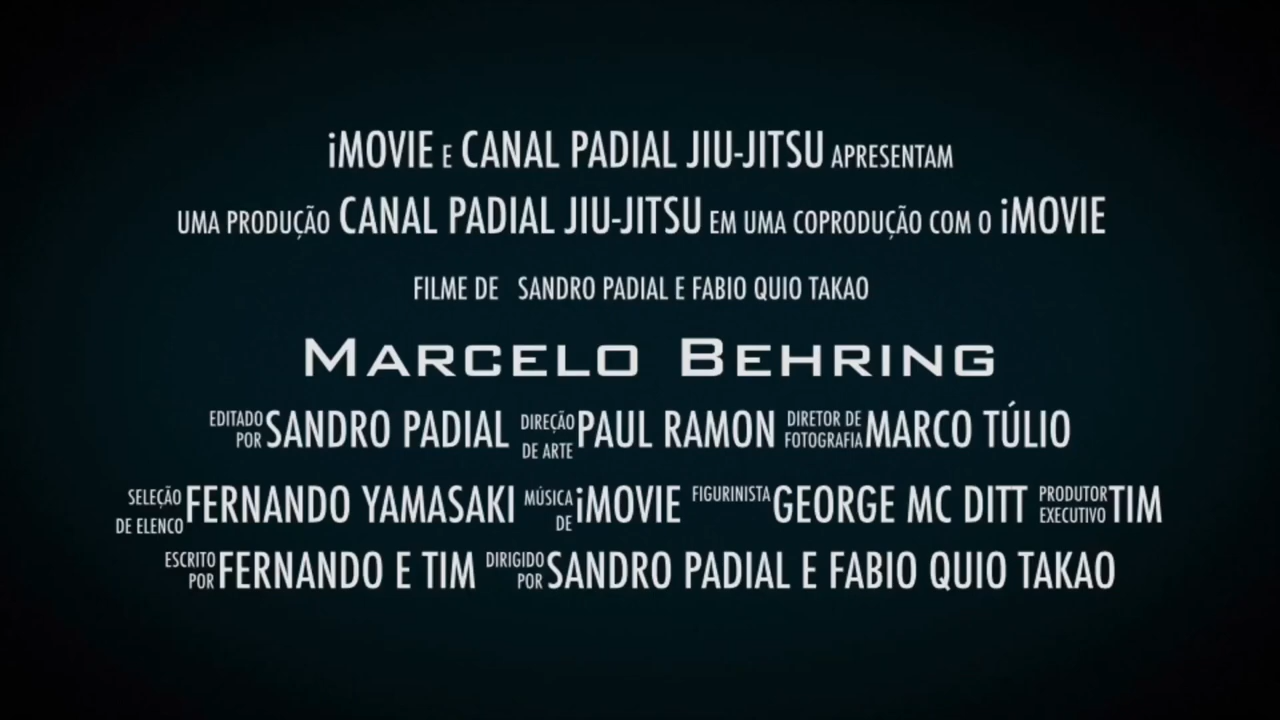 iMOVIE E CANAL PADIAL JIU-JITSU APRESENTAM
UMA PRODUÇÃO CANAL PADIAL JIU-JITSU EM UMA COPRODUÇÃO COM O iMOVIE
FILME DE SANDRO PADIAL E FABIO QUIO TAKAO
MARCELO BEHRING
EDITADO POR SANDRO PADIAL DIREÇÃO DE ARTE PAUL RAMON DIRETOR DE FOTOGRAFIA MARCO TÚLIO
SELEÇÃO DE ELENCO FERNANDO YAMASAKI MÚSICA DE iMOVIE FIGURINISTA GEORGE MC DITT PRODUTOR EXECUTIVO TIM
ESCRITO POR FERNANDO E TIM DIRIGIDO POR SANDRO PADIAL E FABIO QUIO TAKAO